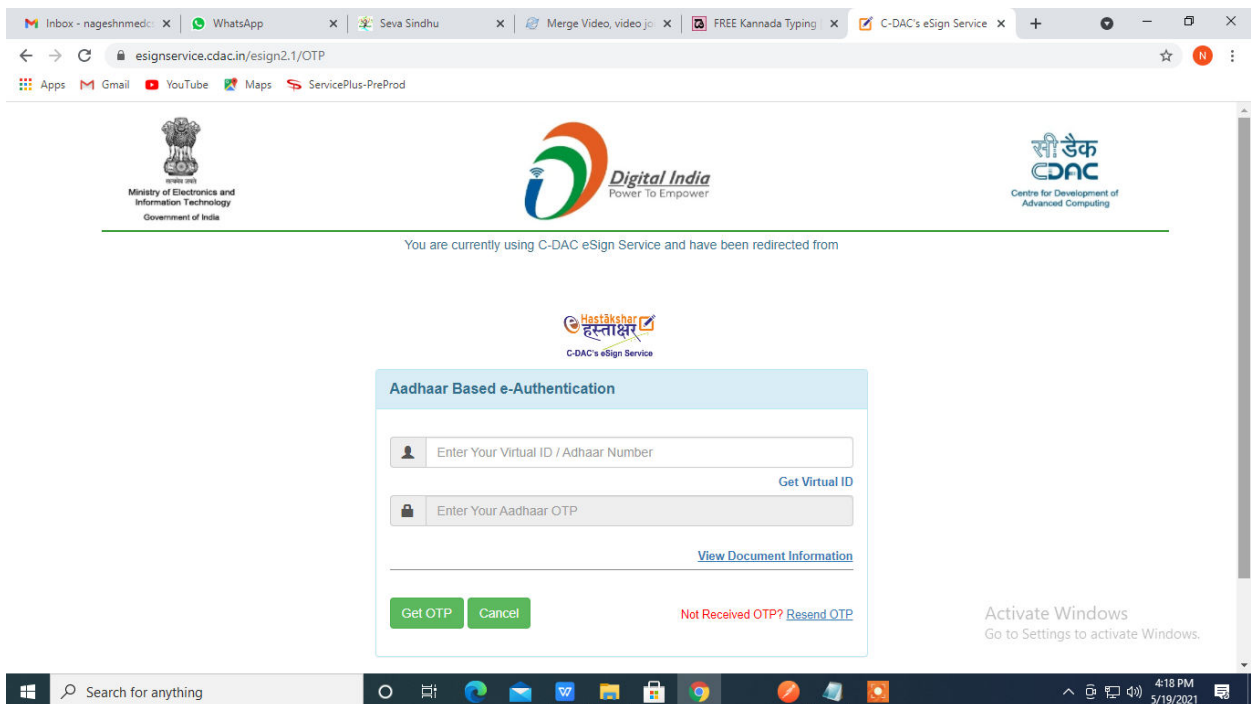 Inbox - nageshnmedc
WhatsApp
Seva Sindhu
Merge Video, video jo
FREE Kannada Typing
C-DAC's eSign Service
esignservice.cdac.in/esign2.1/OTP
N
Apps
Gmail
YouTube
Maps
ServicePlus-PreProd
सत्यमेव जयते
Ministry of Electronics and
Information Technology
Government of India
Digital India
Power To Empower
सी डैक
CDAC
Centre for Development of
Advanced Computing
You are currently using C-DAC eSign Service and have been redirected from
e Hastākshar
हस्ताक्षर
C-DAC's eSign Service
Aadhaar Based e-Authentication
Enter Your Virtual ID / Adhaar Number
Get Virtual ID
Enter Your Aadhaar OTP
View Document Information
Get OTP
Cancel
Not Received OTP? Resend OTP
Activate Windows
Go to Settings to activate Windows.
Search for anything
4:18 PM
5/19/2021